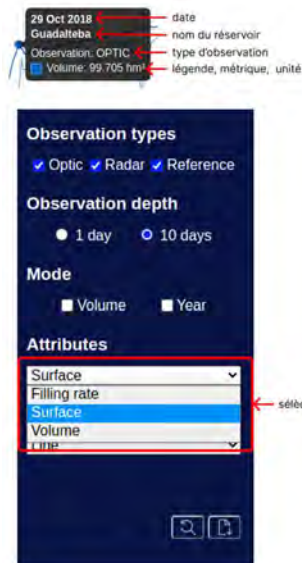 29 Oct 2018 date
Guadalteba nom du réservoir
Observation: OPTIC type d'observation
Volume: 99.705 hm³ légende, métrique, unité
Observation types
Optic Radar Reference
Observation depth
1 day 10 days
Mode
Volume Year
Attributes
Surface
Filling rate
Surface
Volume